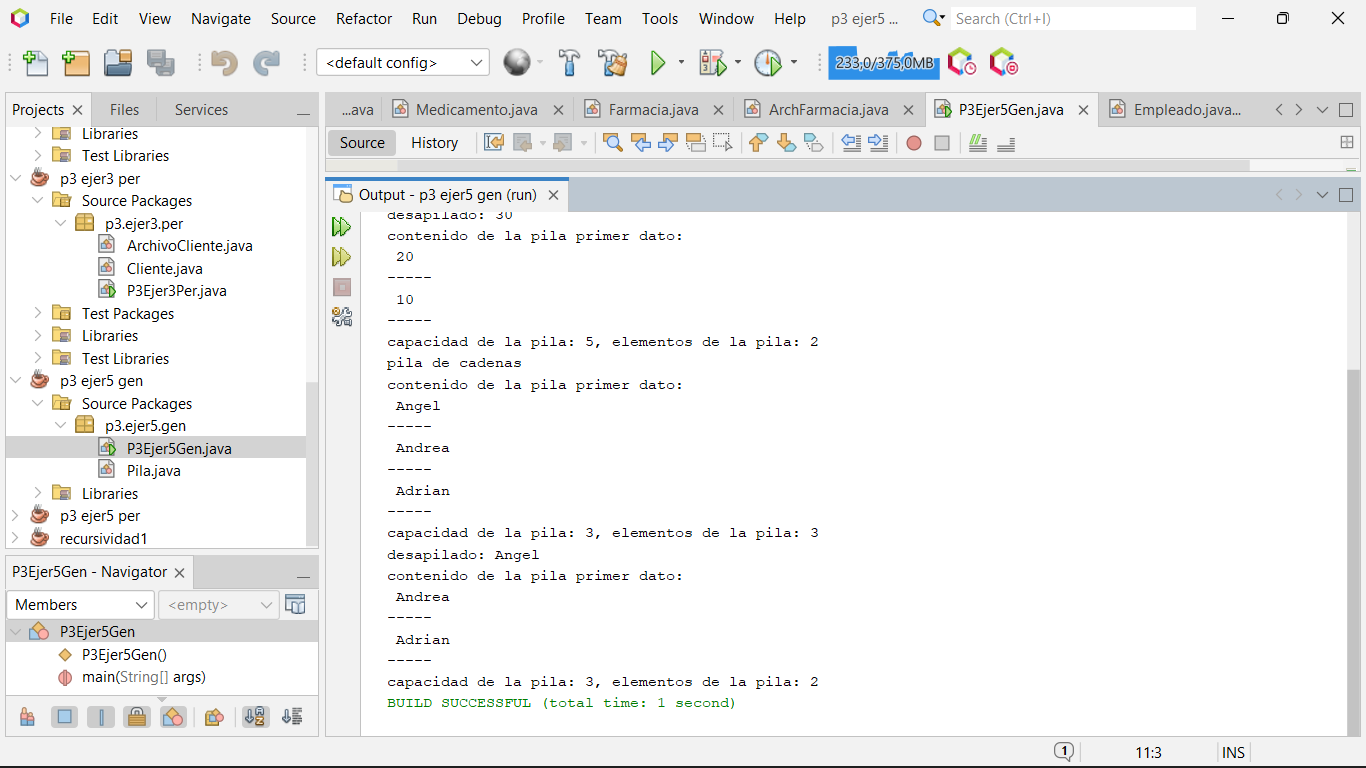 File Edit View Navigate Source Refactor Run Debug Profile Team Tools Window Help p3 ejer5 ... Search (Ctrl+I)
<default config> 233,0/375,0MB
Projects Files Services
...ava Medicamento.java Farmacia.java ArchFarmacia.java P3Ejer5Gen.java Empleado.java...
Source History
Libraries
Test Libraries
p3 ejer3 per
Source Packages
p3.ejer3.per
ArchivoCliente.java
Cliente.java
P3Ejer3Per.java
Test Packages
Libraries
Test Libraries
p3 ejer5 gen
Source Packages
p3.ejer5.gen
P3Ejer5Gen.java
Pila.java
Libraries
p3 ejer5 per
recursividad1
P3Ejer5Gen - Navigator
Members <empty>
P3Ejer5Gen
P3Ejer5Gen()
main(String[] args)
Output - p3 ejer5 gen (run)
desapilado: 30
contenido de la pila primer dato:
20
-----
10
-----
capacidad de la pila: 5, elementos de la pila: 2
pila de cadenas
contenido de la pila primer dato:
Angel
-----
Andrea
-----
Adrian
-----
capacidad de la pila: 3, elementos de la pila: 3
desapilado: Angel
contenido de la pila primer dato:
Andrea
-----
Adrian
-----
capacidad de la pila: 3, elementos de la pila: 2
BUILD SUCCESSFUL (total time: 1 second)
1 11:3 INS